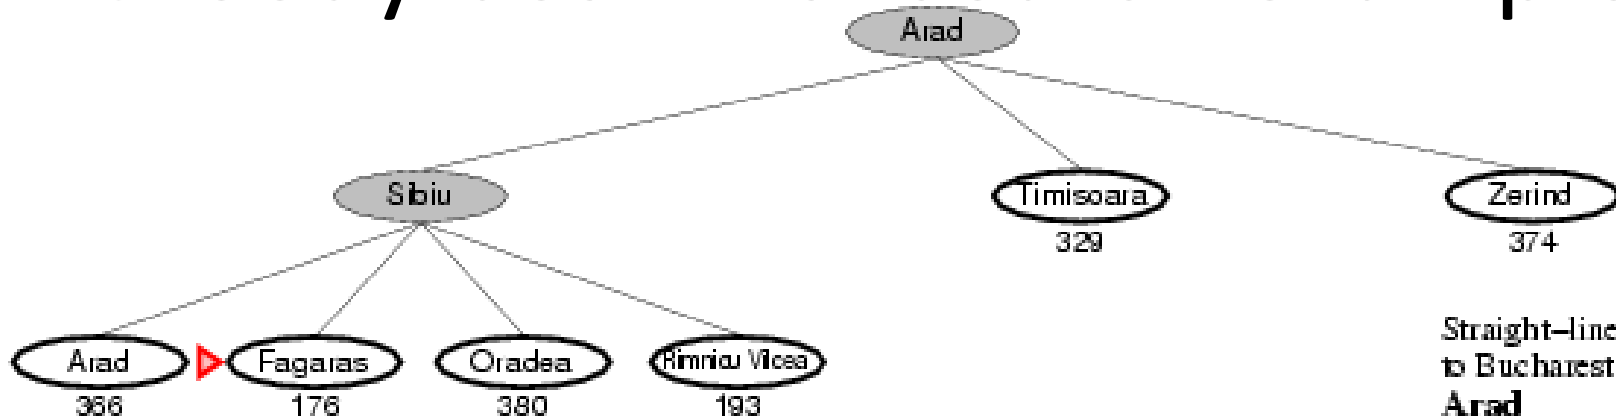 Arad
Sibiu
Timisoara
Zerind
329
374
Arad
Fagaras
Oradea
Rimnicu Vilcea
366
176
380
193
Straight-line
to Bucharest
Arad